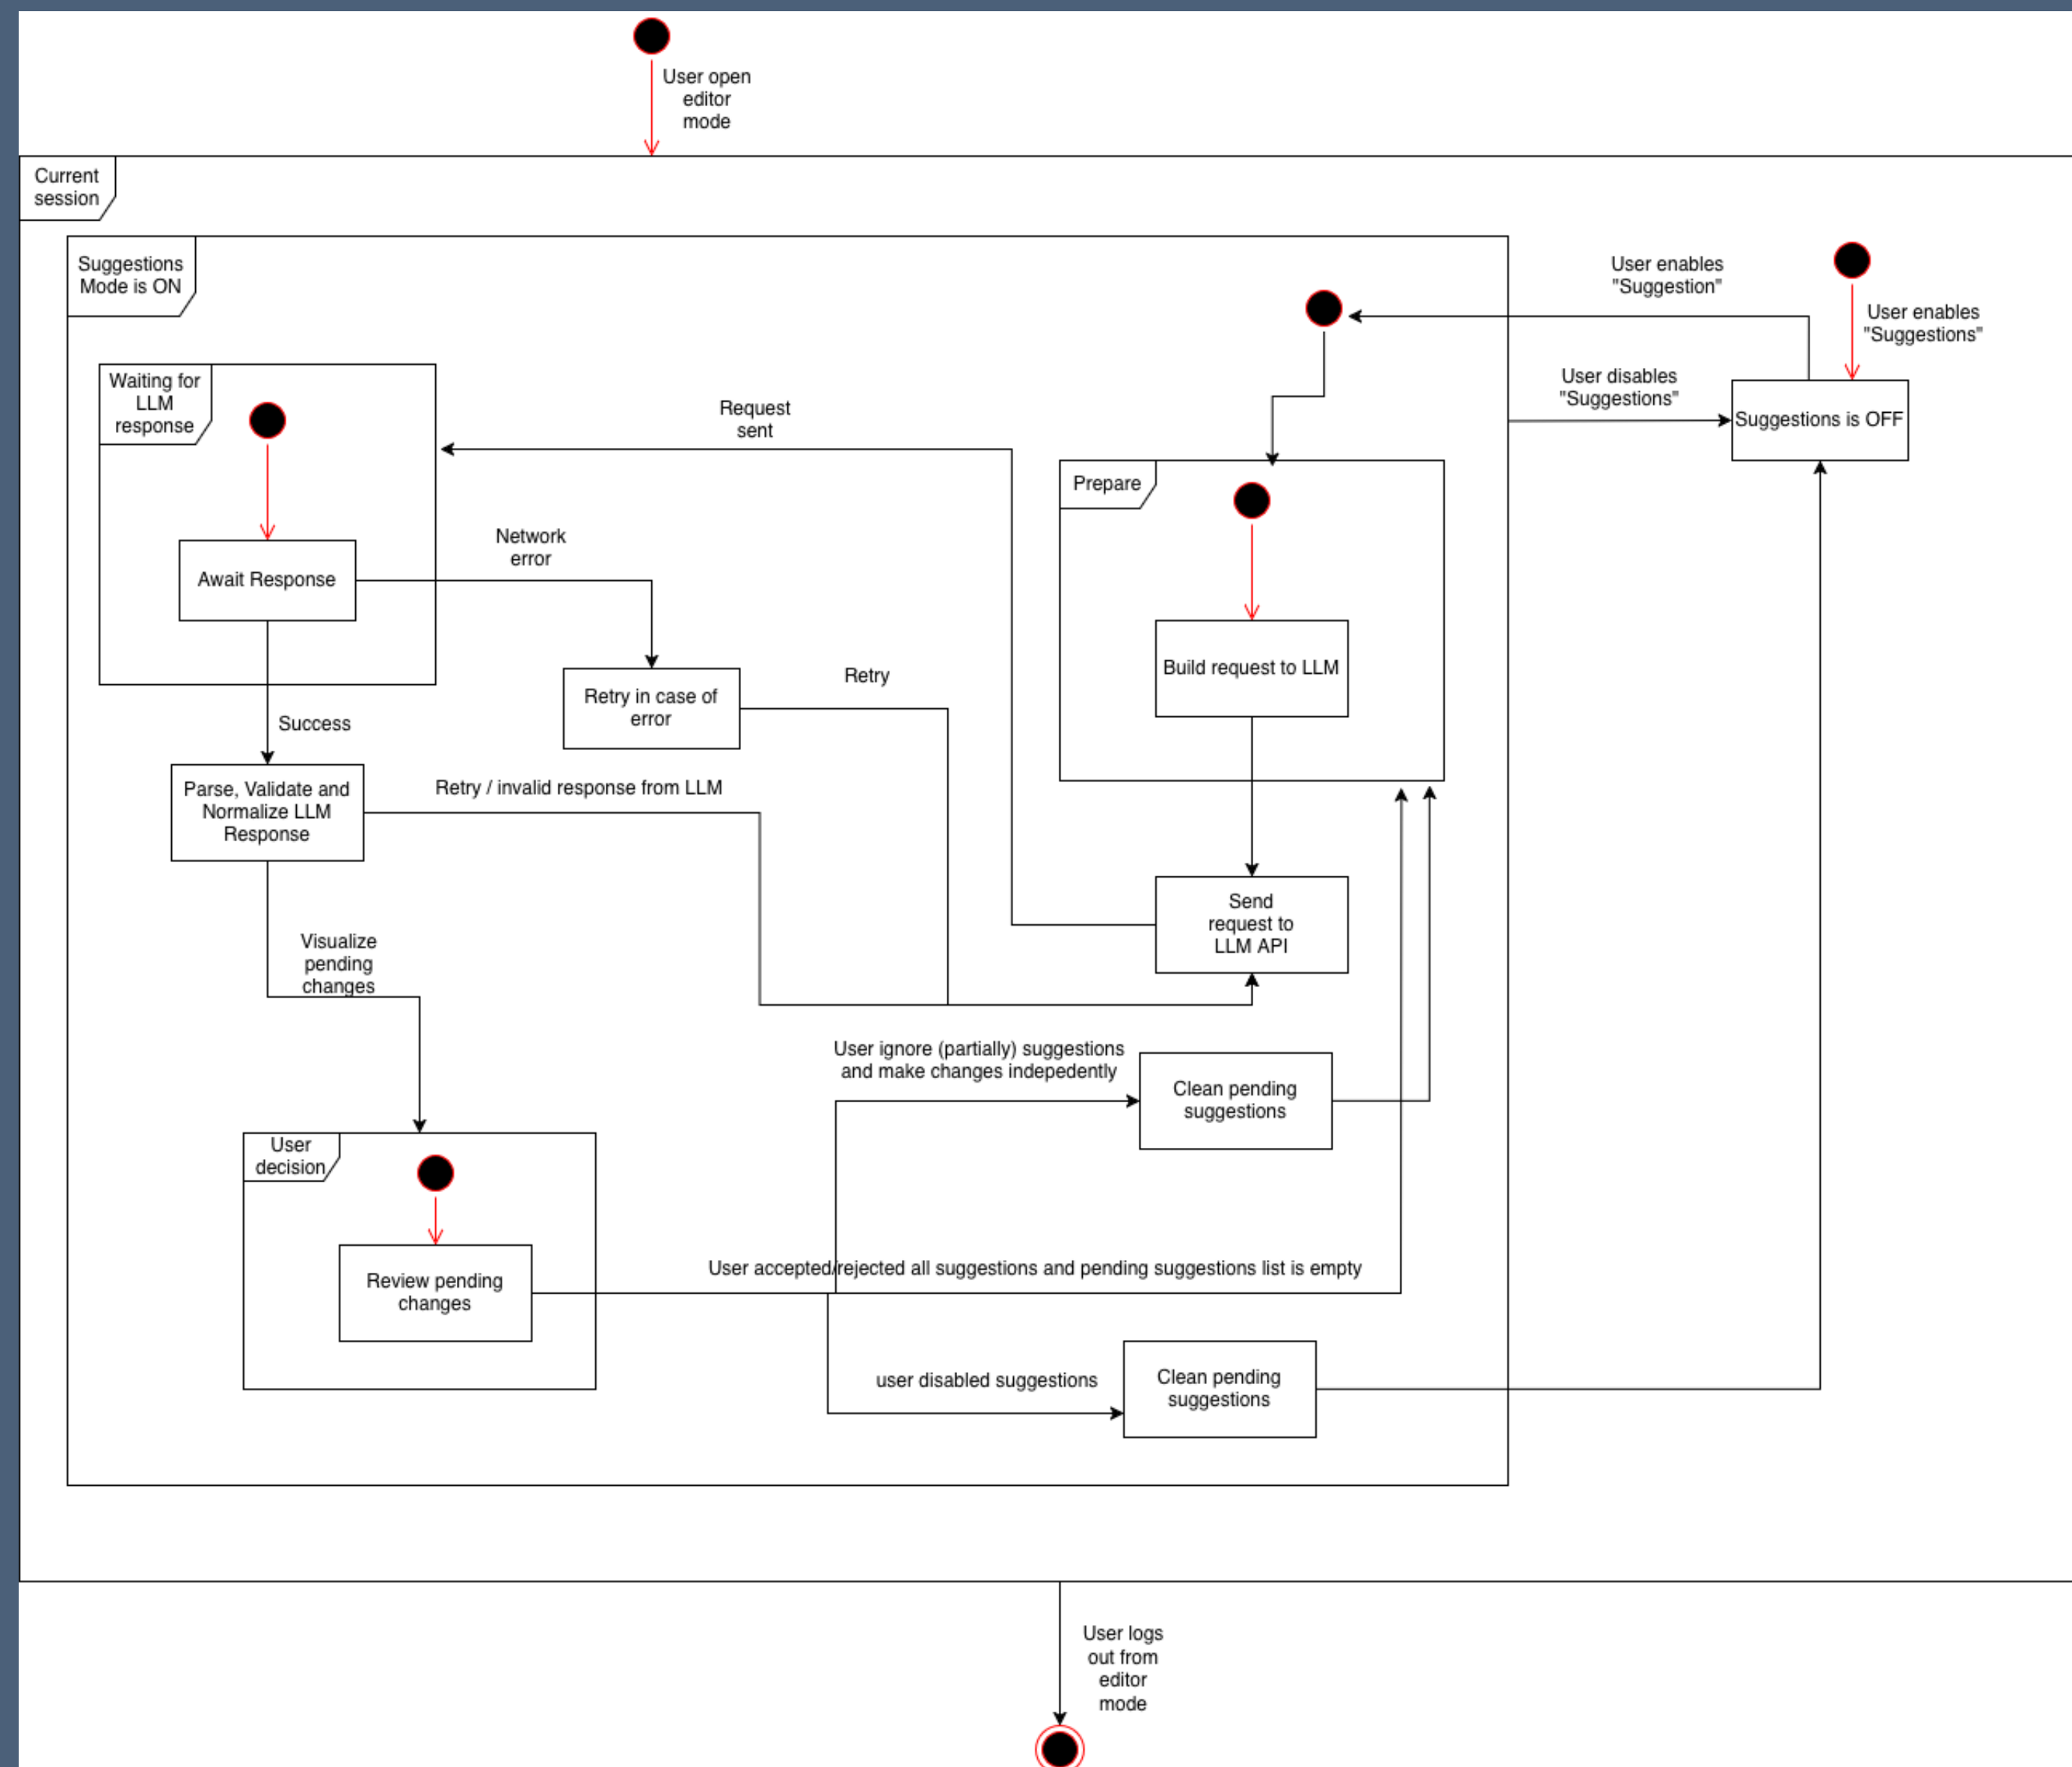 User open
editor
mode
Current
session
Suggestions
Mode is ON
User enables
"Suggestion"
User enables
"Suggestions"
User disables
"Suggestions"
Suggestions is OFF
Waiting for
LLM
response
Request
sent
Prepare
Network
error
Await Response
Build request to LLM
Retry in case of
error
Retry
Success
Parse, Validate and
Normalize LLM
Response
Retry / invalid response from LLM
Send
request to
LLM API
Visualize
pending
changes
User ignore (partially) suggestions
and make changes indepedently
Clean pending
suggestions
User
decision
Review pending
changes
User accepted/rejected all suggestions and pending suggestions list is empty
user disabled suggestions
Clean pending
suggestions
User logs
out from
editor
mode